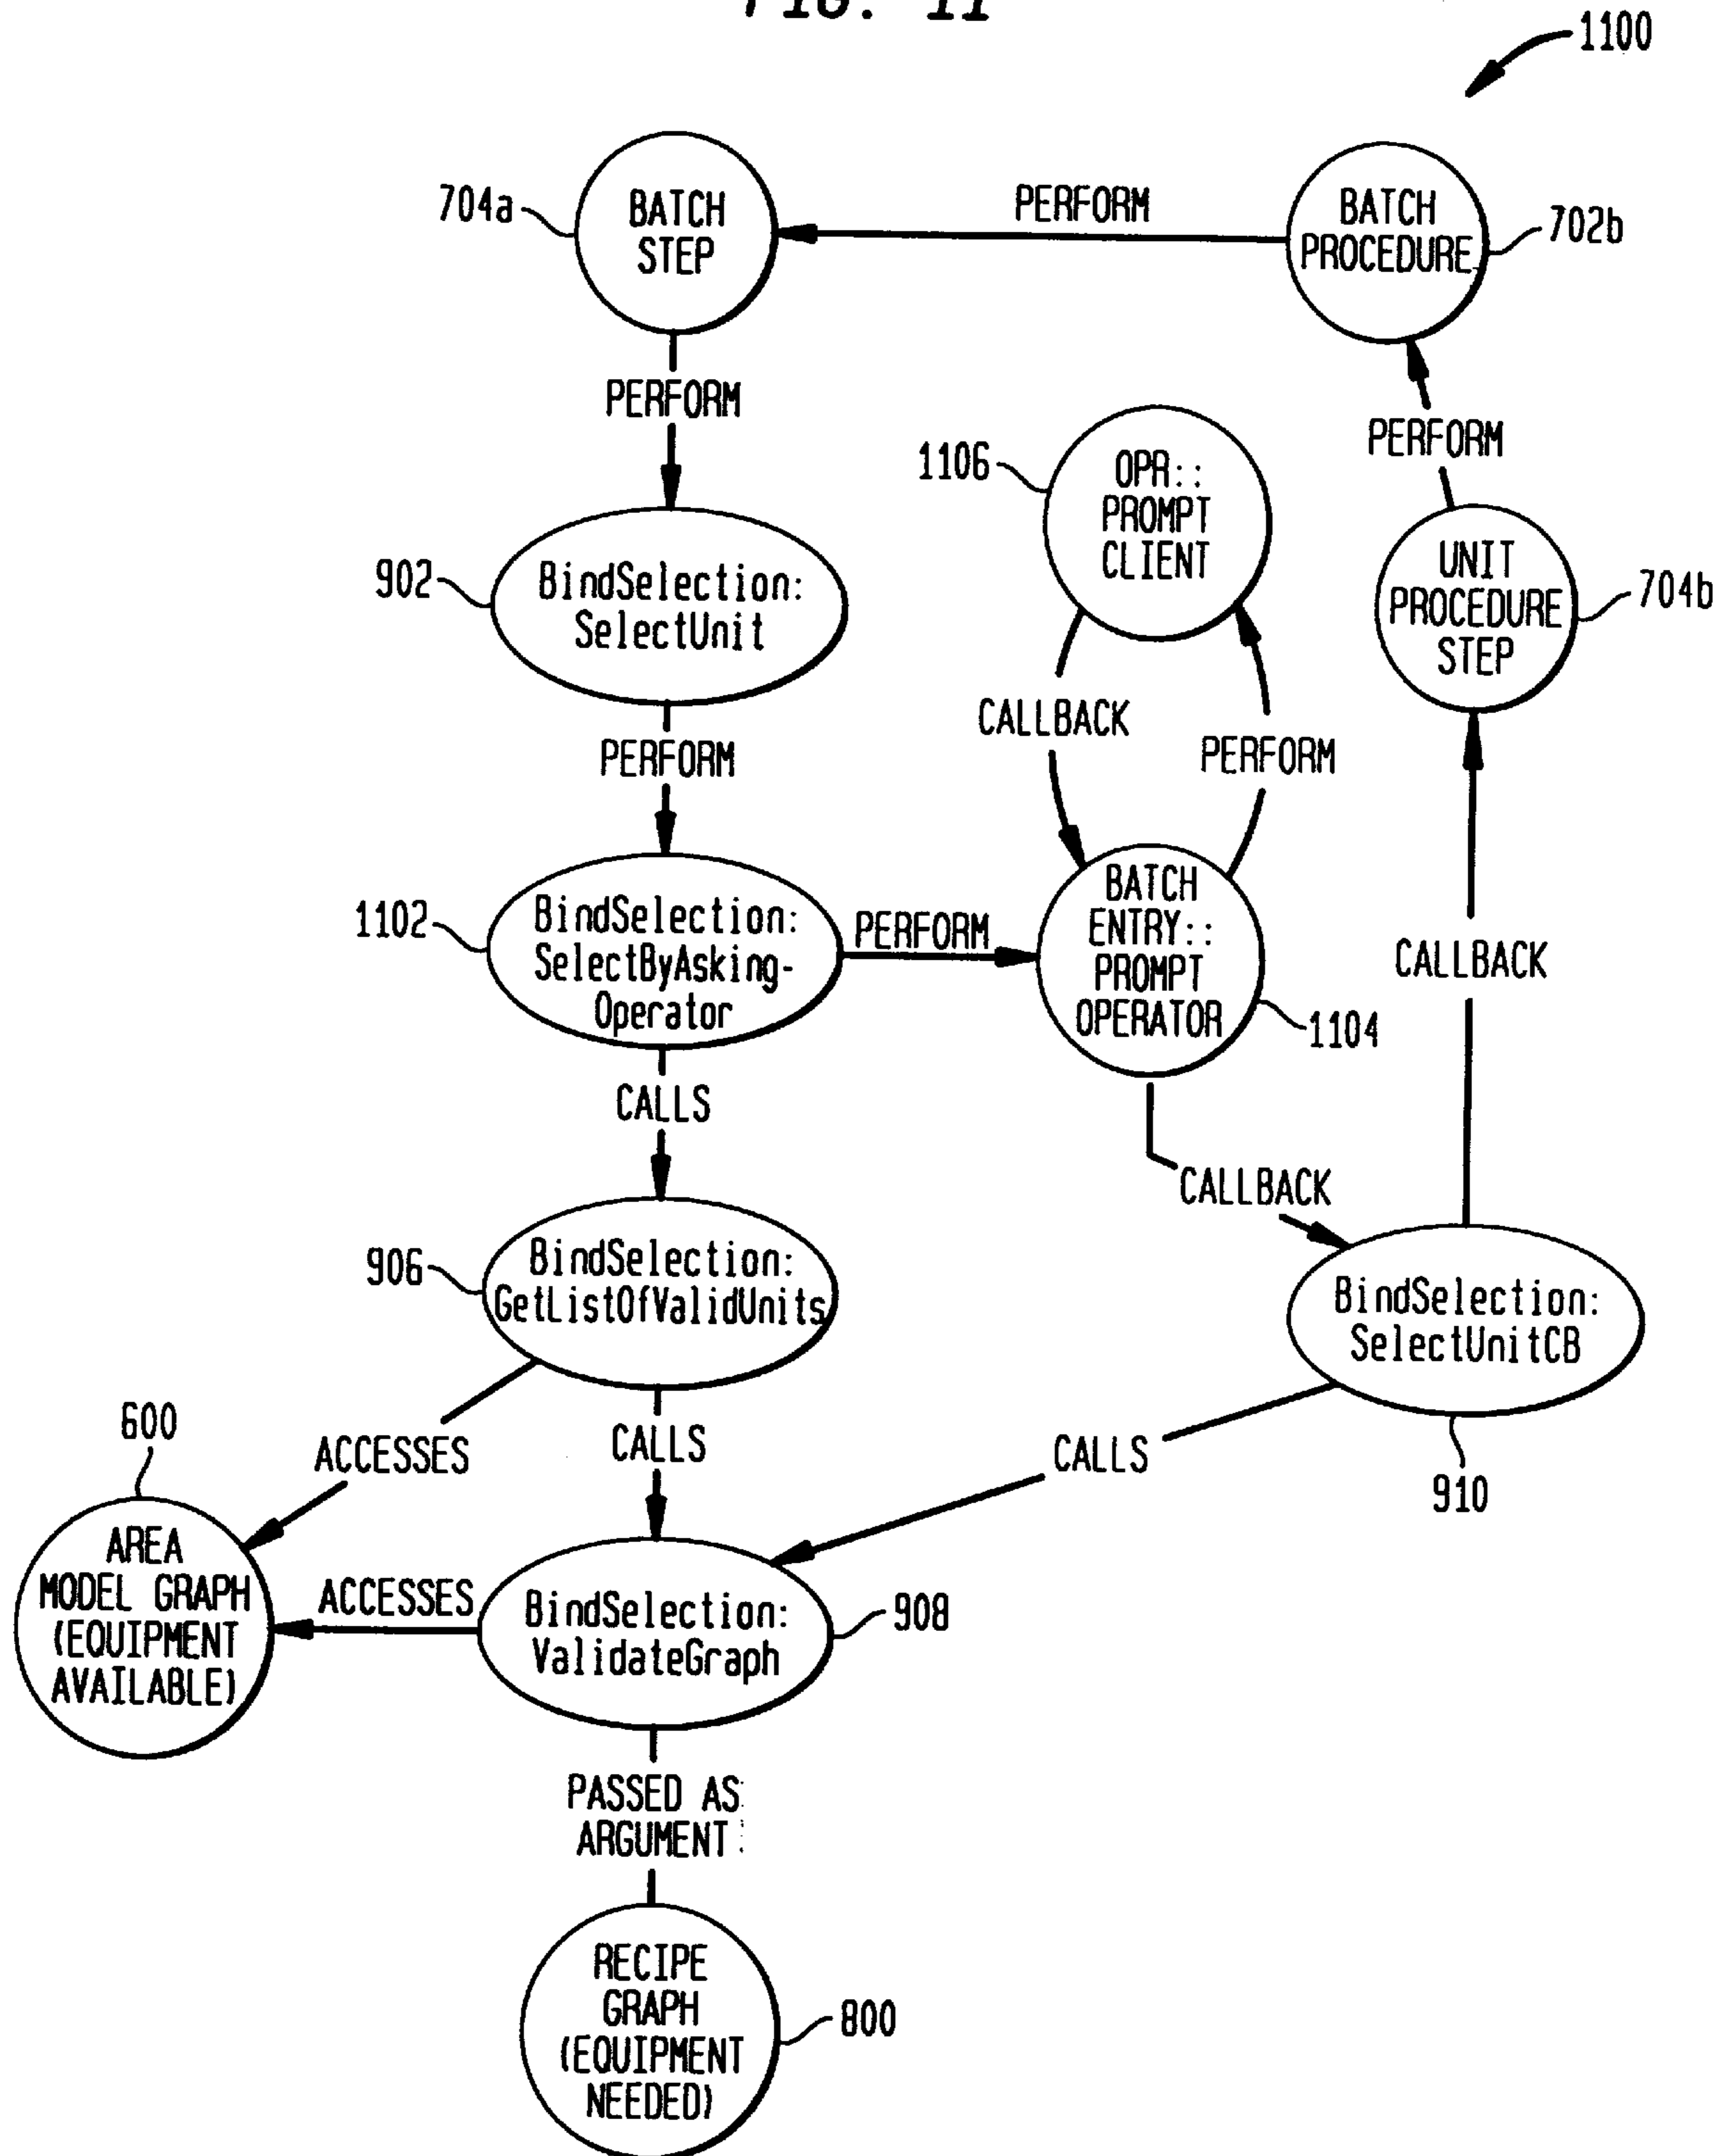 FIG. 11
1100
704a
BATCH
STEP
PERFORM
BATCH
PROCEDURE
702b
PERFORM
PERFORM
1106
OPR::
PROMPT
CLIENT
UNIT
PROCEDURE
STEP
704b
902
BindSelection:
SelectUnit
CALLBACK
PERFORM
PERFORM
1102
BindSelection:
SelectByAsking-
Operator
PERFORM
BATCH
ENTRY::
PROMPT
OPERATOR
1104
CALLBACK
CALLS
CALLBACK
906
BindSelection:
GetListOfValidUnits
BindSelection:
SelectUnitCB
910
600
ACCESSES
CALLS
CALLS
AREA
MODEL GRAPH
(EQUIPMENT
AVAILABLE)
ACCESSES
BindSelection:
ValidateGraph
908
PASSED AS
ARGUMENT
RECIPE
GRAPH
(EQUIPMENT
NEEDED)
800